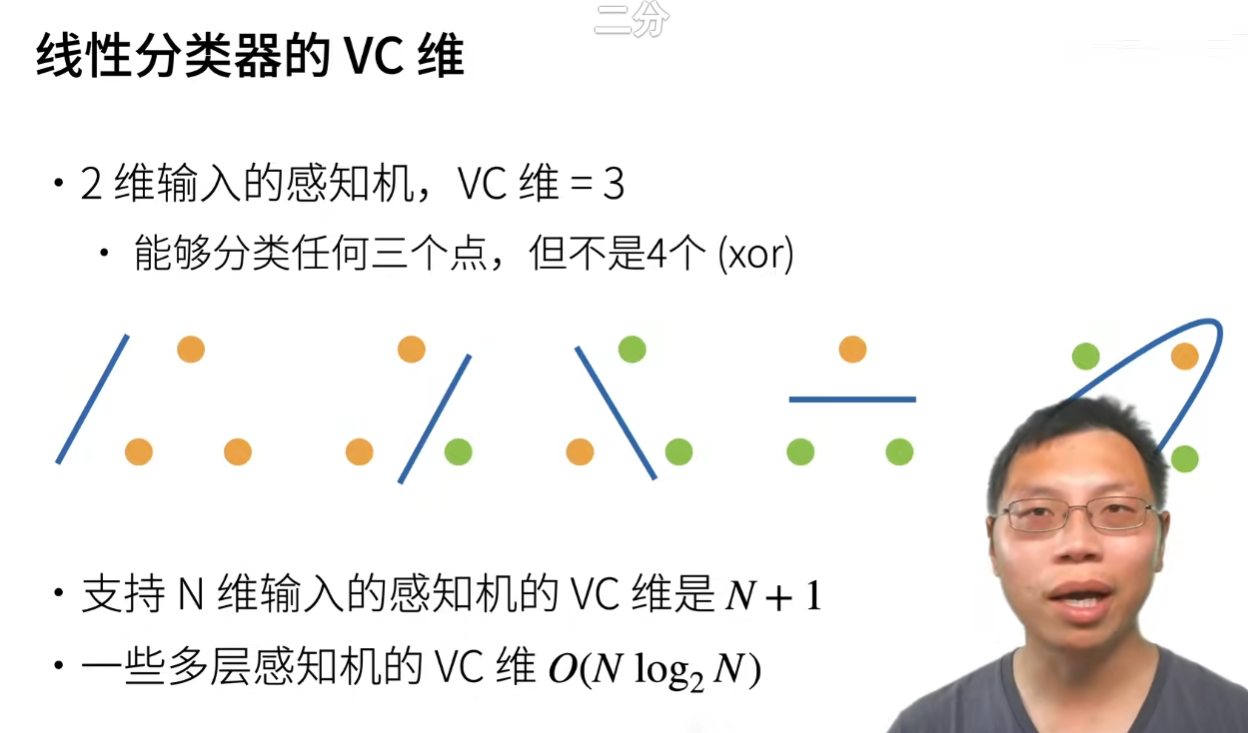 二分
线性分类器的 VC 维
• 2 维输入的感知机，VC 维 = 3
• 能够分类任何三个点，但不是4个 (xor)
• 支持 N 维输入的感知机的 VC 维是 N + 1
• 一些多层感知机的 VC 维 O(N log₂ N)